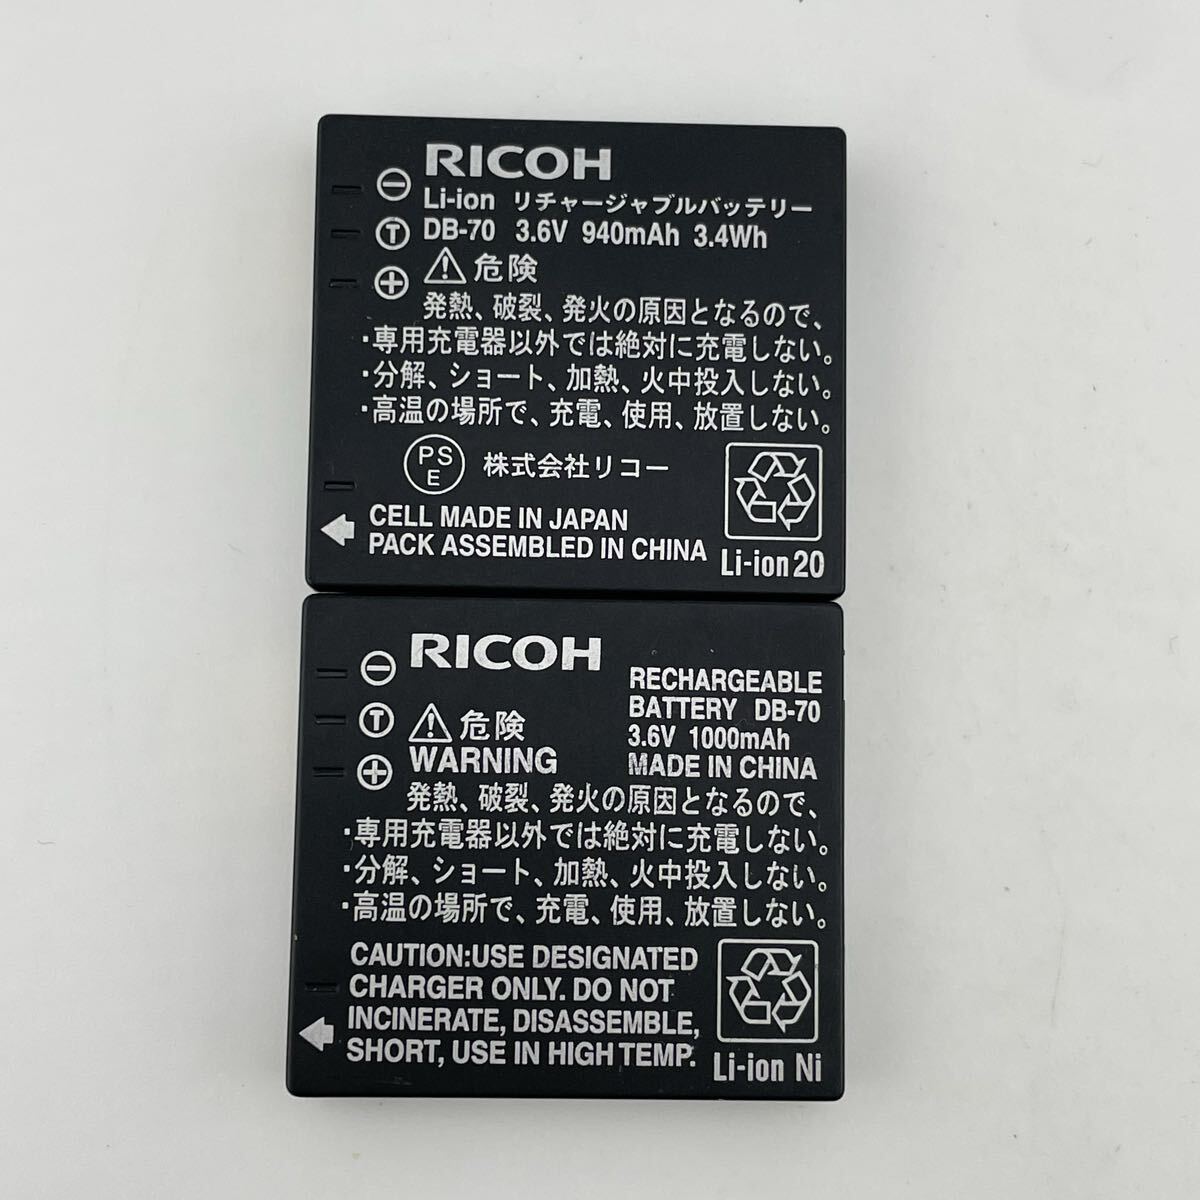 RICOH
⊖ Li-ion リチャージャブルバッテリー
Ⓣ DB-70 3.6V 940mAh 3.4Wh
⊕ ⚠危険
発熱、破裂、発火の原因となるので、
・専用充電器以外では絶対に充電しない。
・分解、ショート、加熱、火中投入しない。
・高温の場所で、充電、使用、放置しない。
PSE 株式会社リコー
CELL MADE IN JAPAN
PACK ASSEMBLED IN CHINA
Li-ion20
RICOH
⊖
Ⓣ
⊕
RECHARGEABLE
BATTERY DB-70
3.6V 1000mAh
MADE IN CHINA
⚠危険
WARNING
発熱、破裂、発火の原因となるので、
・専用充電器以外では絶対に充電しない。
・分解、ショート、加熱、火中投入しない。
・高温の場所で、充電、使用、放置しない。
CAUTION:USE DESIGNATED
CHARGER ONLY. DO NOT
INCINERATE, DISASSEMBLE,
SHORT, USE IN HIGH TEMP.
Li-ion Ni